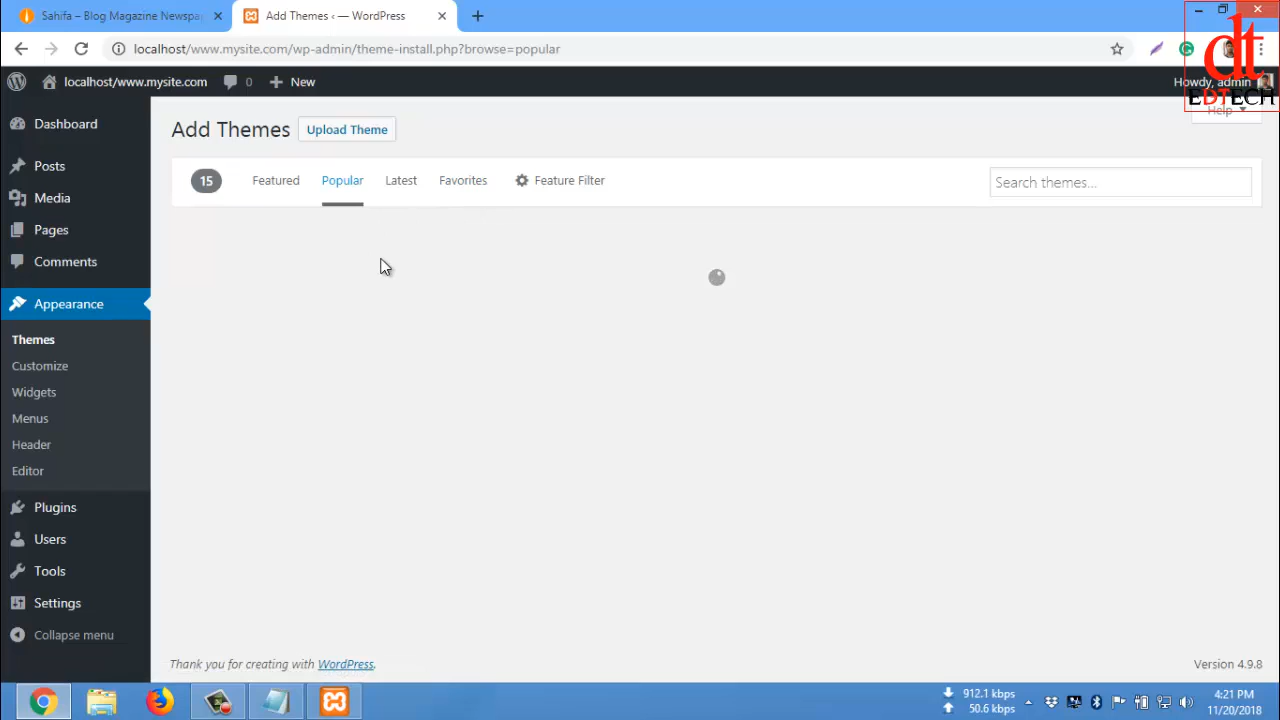 Sahifa – Blog Magazine Newspa
Add Themes ‹ — WordPress
localhost/www.mysite.com/wp-admin/theme-install.php?browse=popular
dt
EDTECH
localhost/www.mysite.com
0
New
Howdy, admin
Help
Dashboard
Posts
Media
Pages
Comments
Appearance
Themes
Customize
Widgets
Menus
Header
Editor
Plugins
Users
Tools
Settings
Collapse menu
Add Themes
Upload Theme
15
Featured
Popular
Latest
Favorites
Feature Filter
Search themes...
Thank you for creating with WordPress.
Version 4.9.8
912.1 kbps
50.6 kbps
4:21 PM
11/20/2018